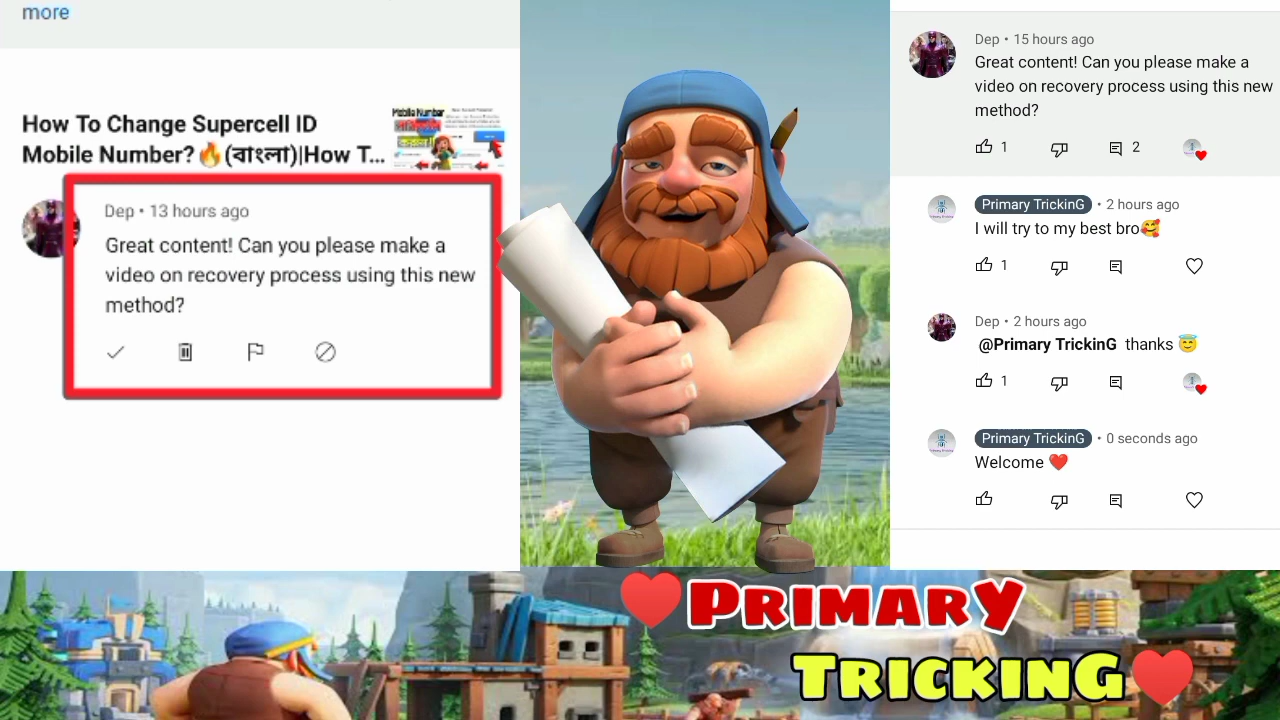 more
How To Change Supercell ID
Mobile Number?🔥(বাংলা)|How T...
Mobile Number
Dep • 13 hours ago
Great content! Can you please make a
video on recovery process using this new
method?
Dep • 15 hours ago
Great content! Can you please make a
video on recovery process using this new
method?
1
2
Primary TrickinG • 2 hours ago
I will try to my best bro🥰
1
Dep • 2 hours ago
@Primary TrickinG thanks 😇
1
Primary TrickinG • 0 seconds ago
Welcome ❤️
♥️PRIMARY
TRICKING♥️